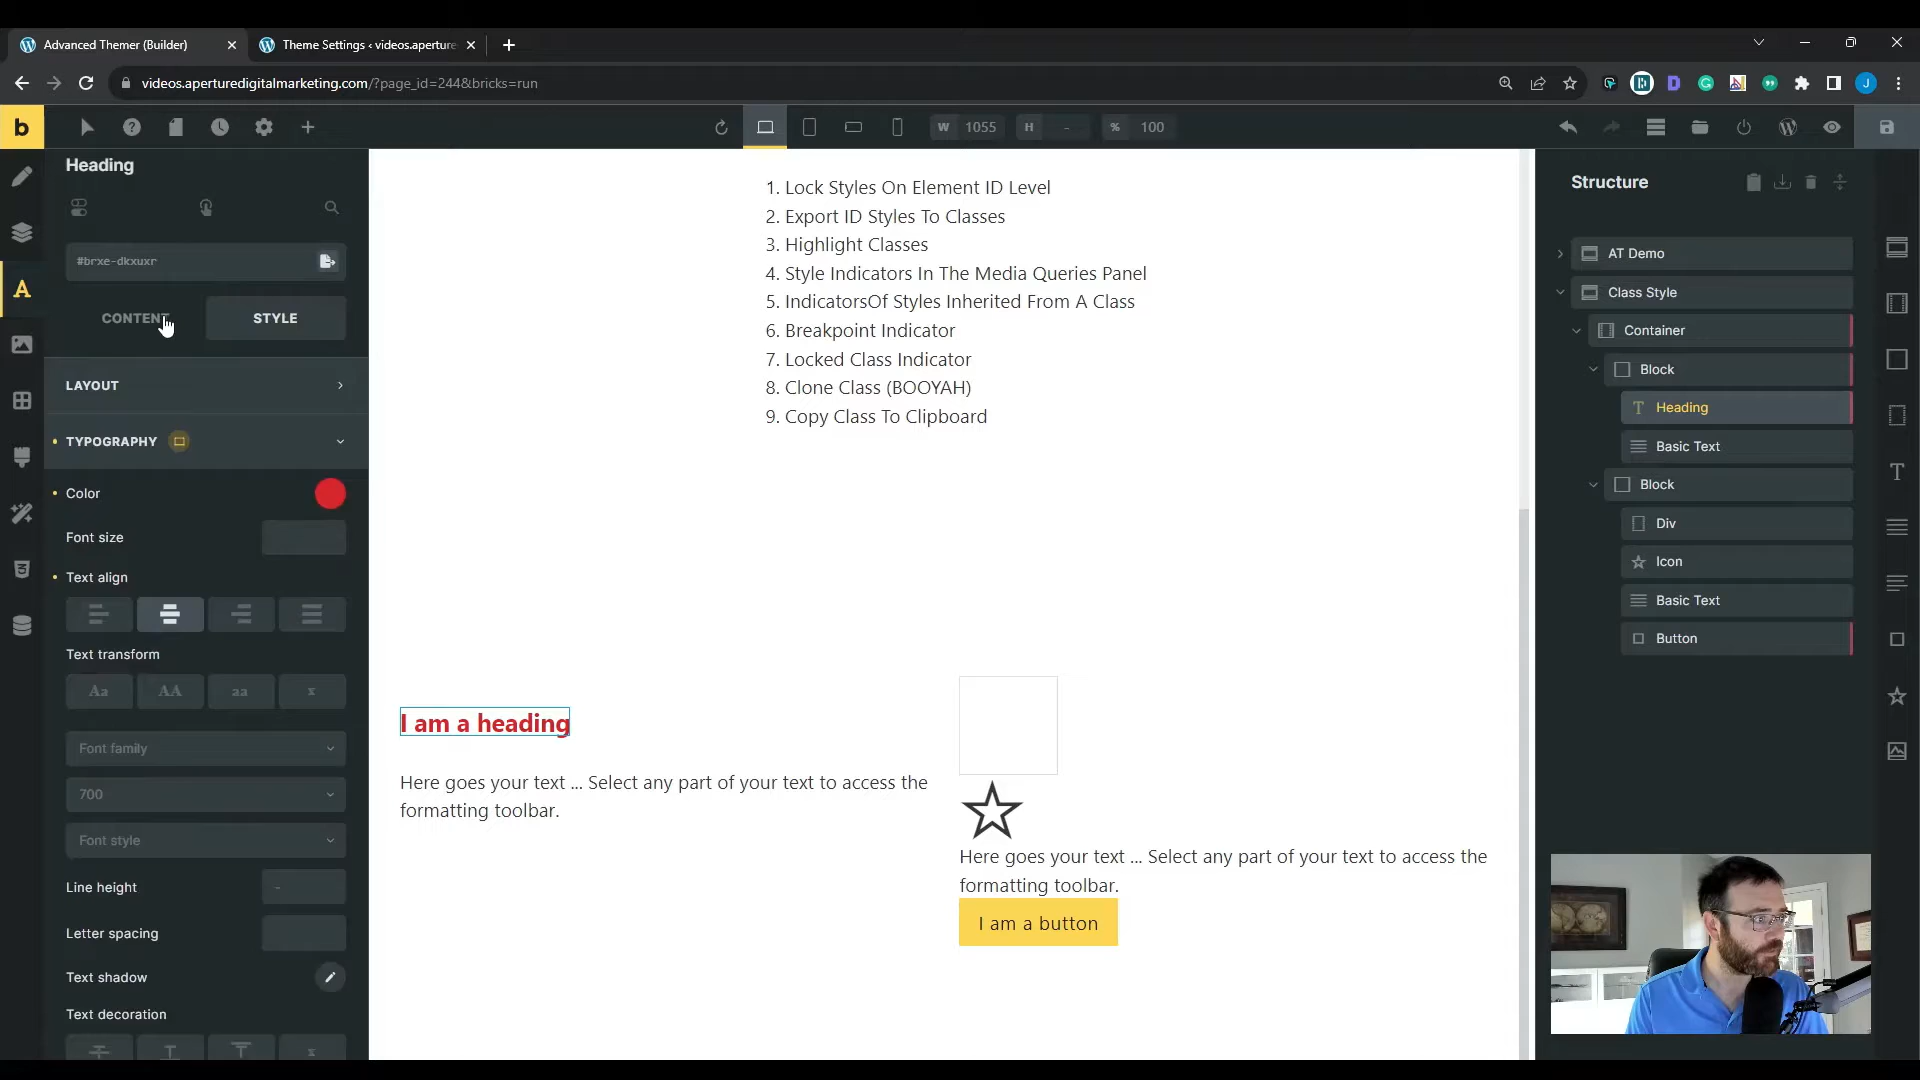 Advanced Themer (Builder)
Theme Settings ‹ videos.aperture
videos.aperturedigitalmarketing.com/?page_id=244&bricks=run
b
W 1055 H - % 100
Heading
#brxe-dkxuxr
CONTENT
STYLE
LAYOUT
TYPOGRAPHY
Color
Font size
Text align
Text transform
Aa AA aa x
Font family
700
Font style
Line height
-
Letter spacing
Text shadow
Text decoration
1. Lock Styles On Element ID Level
2. Export ID Styles To Classes
3. Highlight Classes
4. Style Indicators In The Media Queries Panel
5. IndicatorsOf Styles Inherited From A Class
6. Breakpoint Indicator
7. Locked Class Indicator
8. Clone Class (BOOYAH)
9. Copy Class To Clipboard
I am a heading
Here goes your text ... Select any part of your text to access the
formatting toolbar.
Here goes your text ... Select any part of your text to access the
formatting toolbar.
I am a button
Structure
AT Demo
Class Style
Container
Block
Heading
Basic Text
Block
Div
Icon
Basic Text
Button